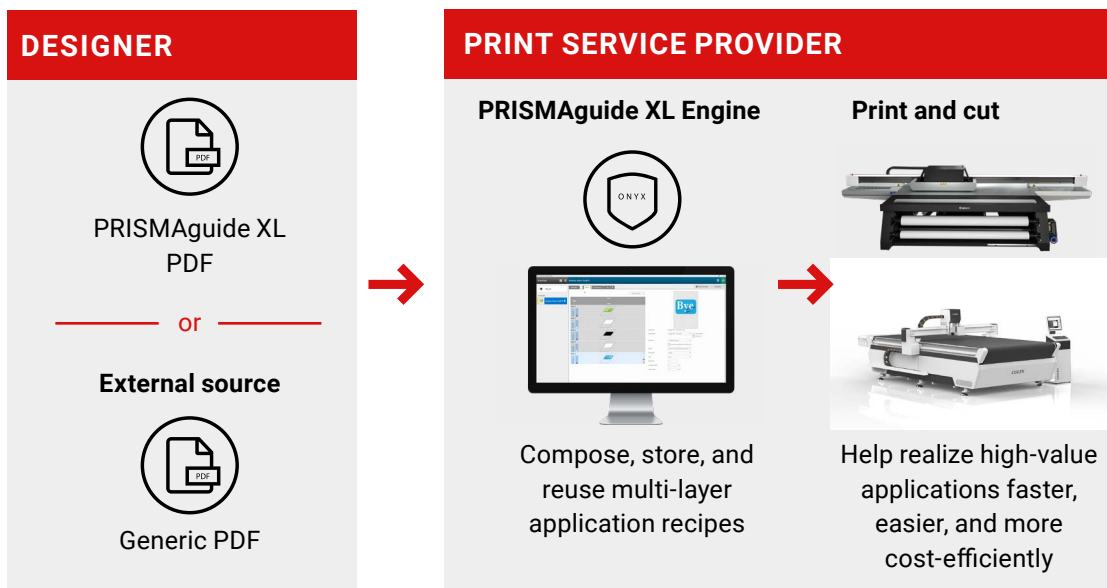 DESIGNER
PDF
PRISMAguide XL
PDF
or
External source
PDF
Generic PDF
PRINT SERVICE PROVIDER
PRISMAguide XL Engine
ONYX
Bye
Compose, store, and
reuse multi-layer
application recipes
Print and cut
Help realize high-value
applications faster,
easier, and more
cost-efficiently